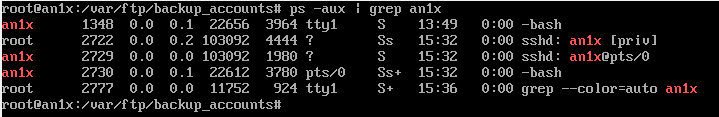 root@an1x:/var/ftp/backup_accounts# ps -aux | grep an1x
an1x      1348  0.0  0.1  22656  3964 tty1     S    13:49   0:00 -bash
root      2722  0.0  0.2 103092  4444 ?        Ss   15:32   0:00 sshd: an1x [priv]
an1x      2729  0.0  0.0 103092  1980 ?        S    15:32   0:00 sshd: an1x@pts/0
an1x      2730  0.0  0.1  22612  3780 pts/0    Ss+  15:32   0:00 -bash
root      2777  0.0  0.0  11752   924 tty1     S+   15:36   0:00 grep --color=auto an1x
root@an1x:/var/ftp/backup_accounts#